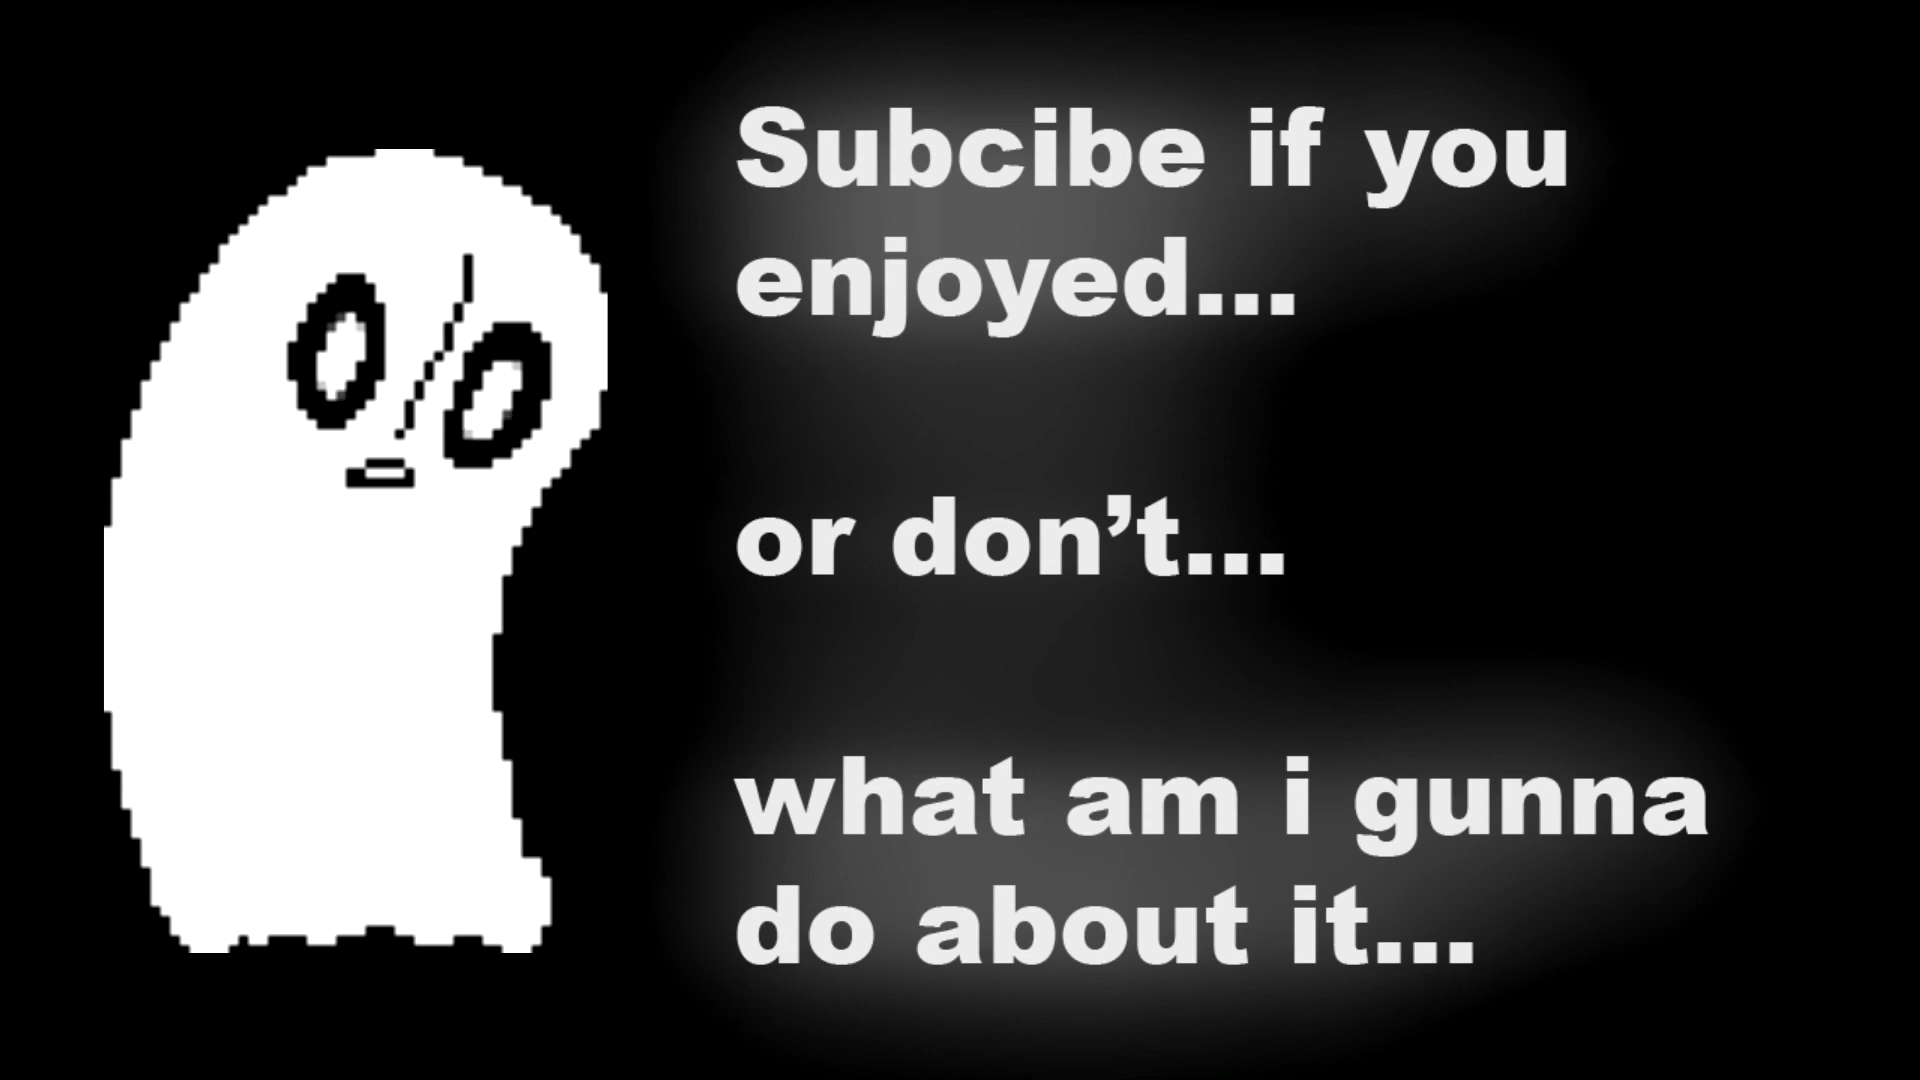 Subcibe if you
enjoyed...
or don’t...
what am i gunna
do about it...